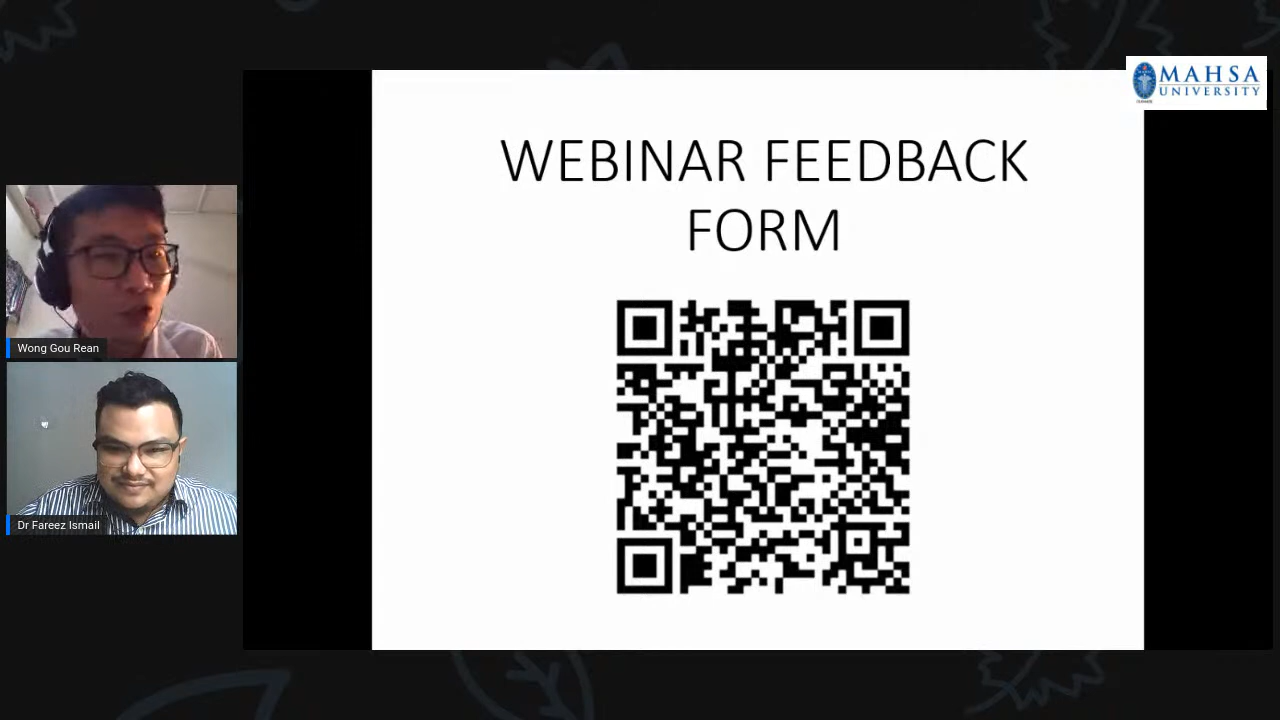 MAHSA
UNIVERSITY
WEBINAR FEEDBACK
FORM
Wong Gou Rean
Dr Fareez Ismail